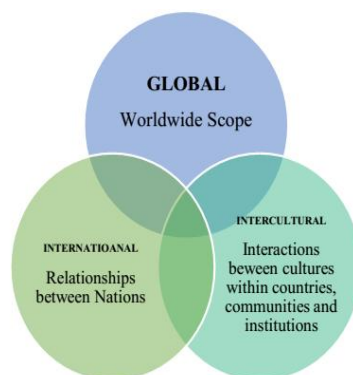 GLOBAL
Worldwide Scope
INTERNATIOANAL
Relationships
between Nations
INTERCULTURAL
Interactions
beween cultures
within countries,
communities and
institutions